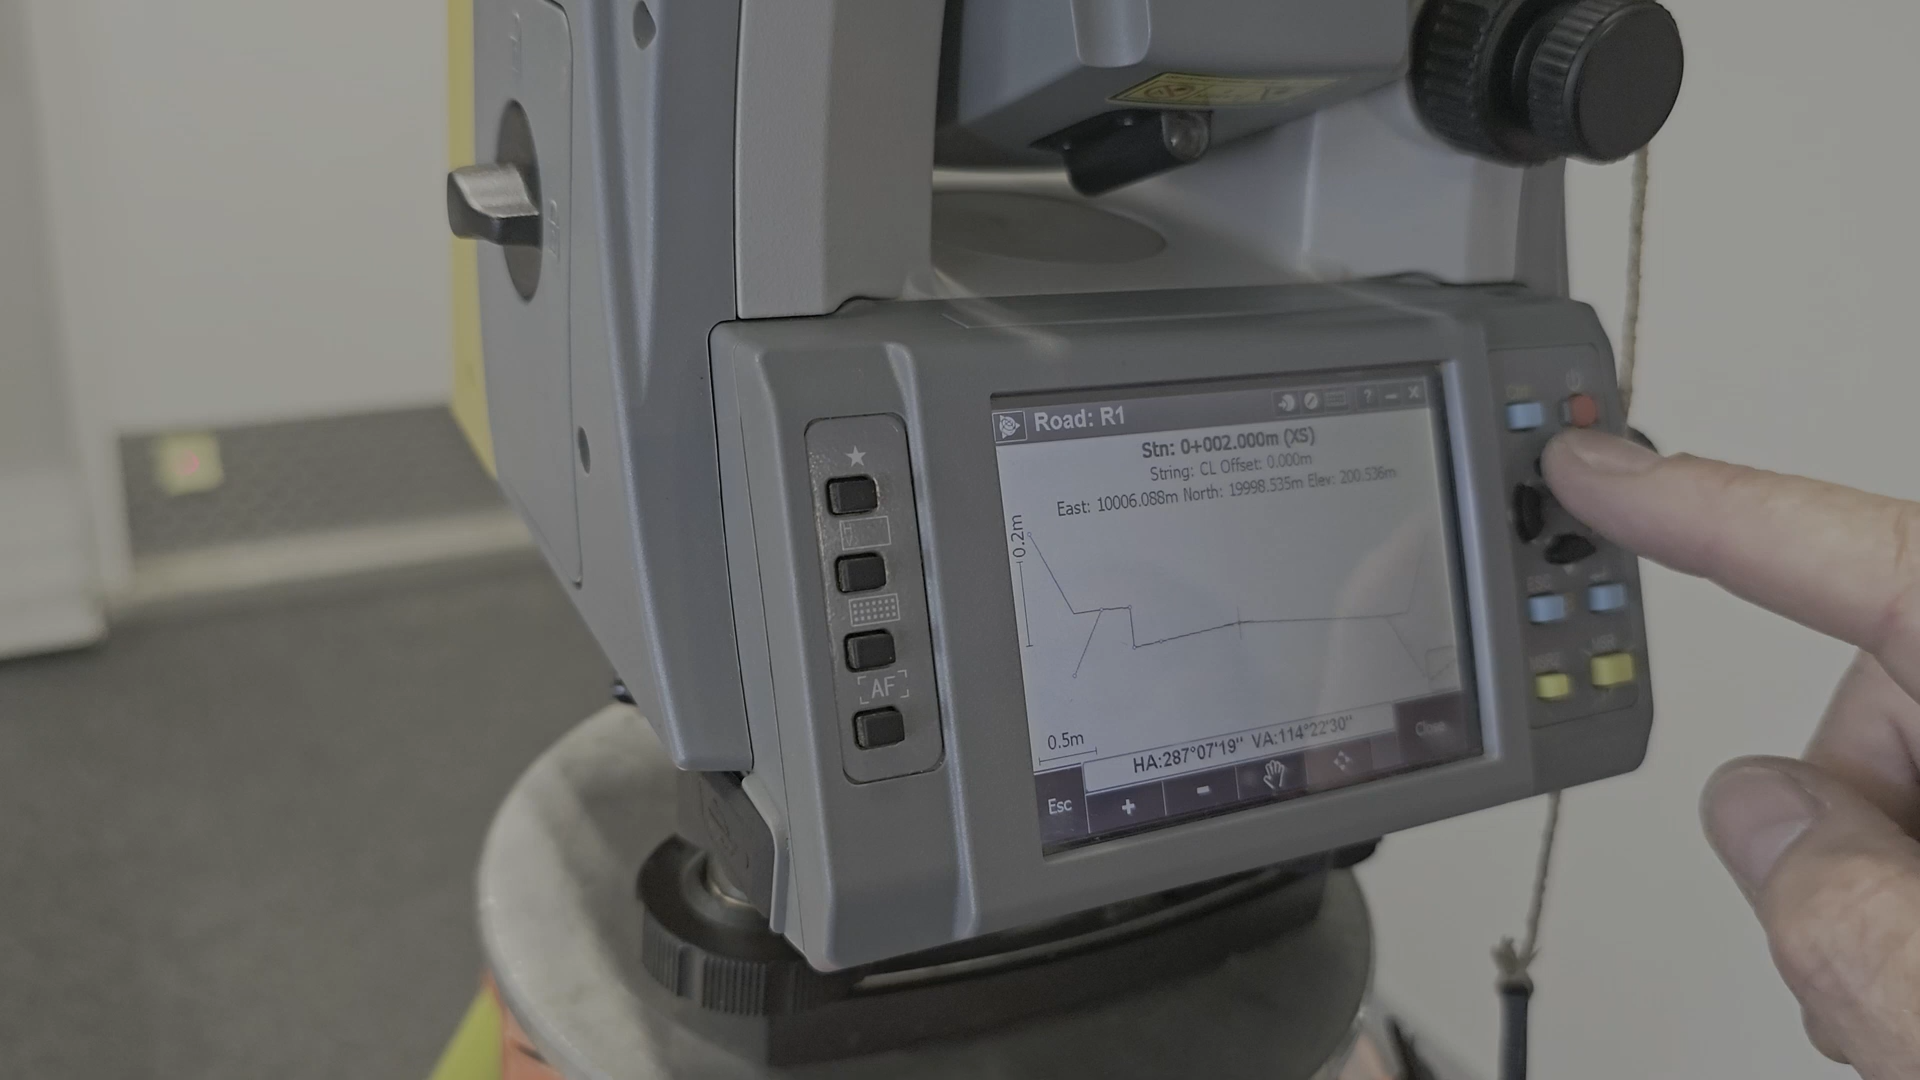 Road: R1
? — X
Stn: 0+002.000m (XS)
String: CL Offset: 0.000m
East: 10006.088m North: 19998.535m Elev: 200.536m
0.2m
0.5m
HA:287°07'19" VA:114°22'30"
Close
Esc
+ -
AF
ESC